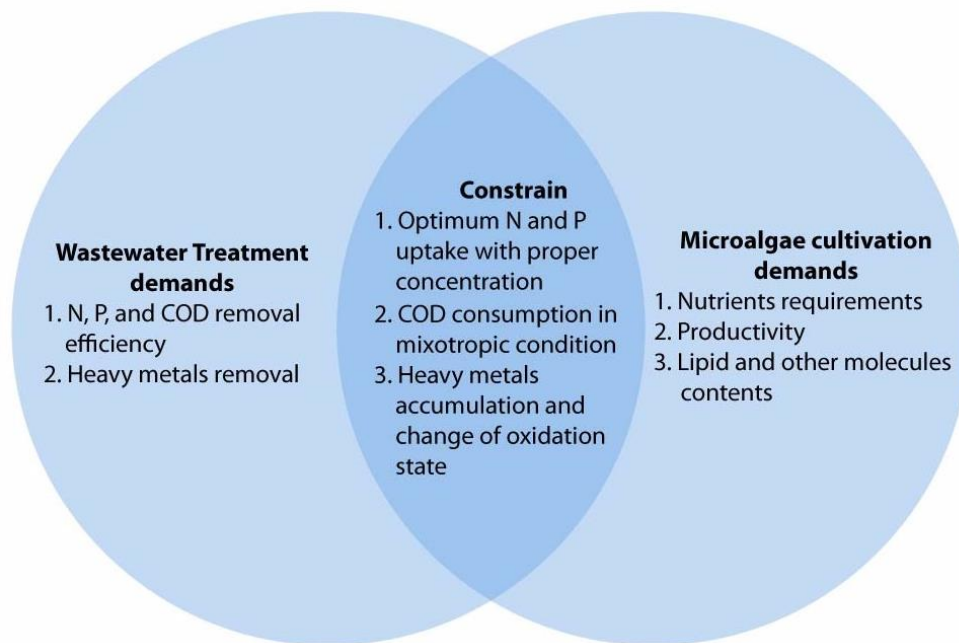 Wastewater Treatment
demands
1. N, P, and COD removal
efficiency
2. Heavy metals removal
Constrain
1. Optimum N and P
uptake with proper
concentration
2. COD consumption in
mixotropic condition
3. Heavy metals
accumulation and
change of oxidation
state
Microalgae cultivation
demands
1. Nutrients requirements
2. Productivity
3. Lipid and other molecules
contents